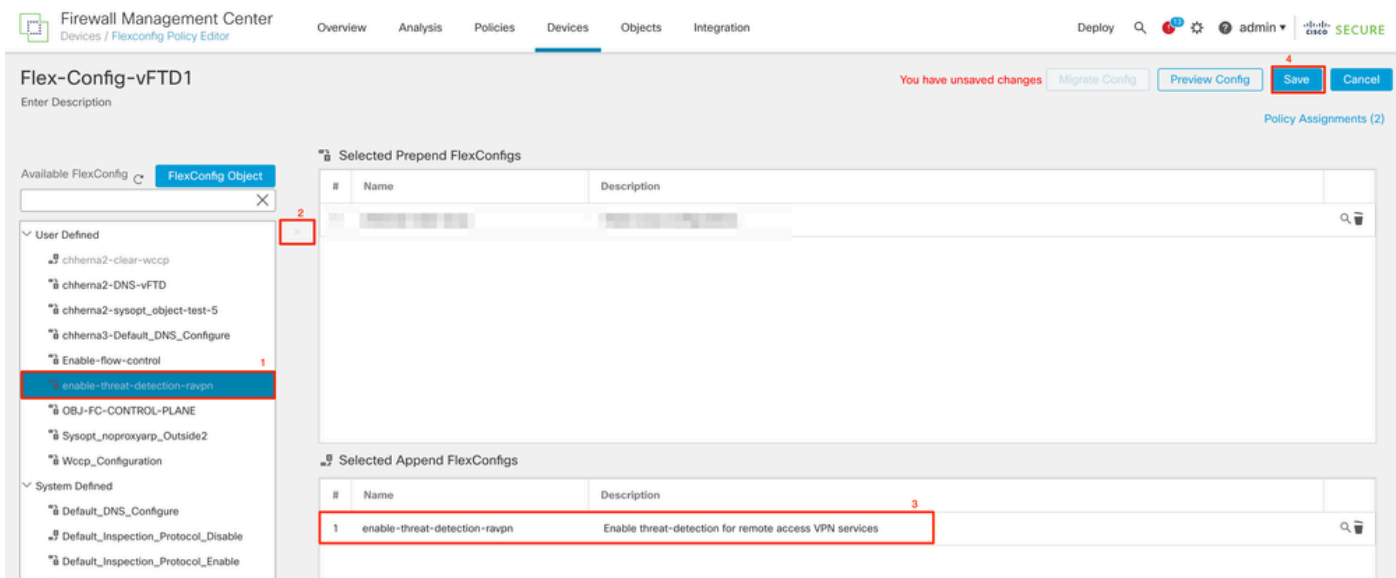 Firewall Management Center
Devices / Flexconfig Policy Editor
Overview Analysis Policies Devices Objects Integration
Deploy 13 admin
cisco SECURE
Flex-Config-vFTD1
Enter Description
You have unsaved changes
Migrate Config
Preview Config
4
Save
Cancel
Policy Assignments (2)
Available FlexConfig
FlexConfig Object
2
User Defined
chherna2-clear-wccp
chherna2-DNS-vFTD
chherna2-sysopt_object-test-5
chherna3-Default_DNS_Configure
Enable-flow-control
1
enable-threat-detection-ravpn
OBJ-FC-CONTROL-PLANE
Sysopt_noproxyarp_Outside2
Wccp_Configuration
System Defined
Default_DNS_Configure
Default_Inspection_Protocol_Disable
Default_Inspection_Protocol_Enable
Selected Prepend FlexConfigs
# Name Description
Selected Append FlexConfigs
# Name Description
3
1 enable-threat-detection-ravpn Enable threat-detection for remote access VPN services